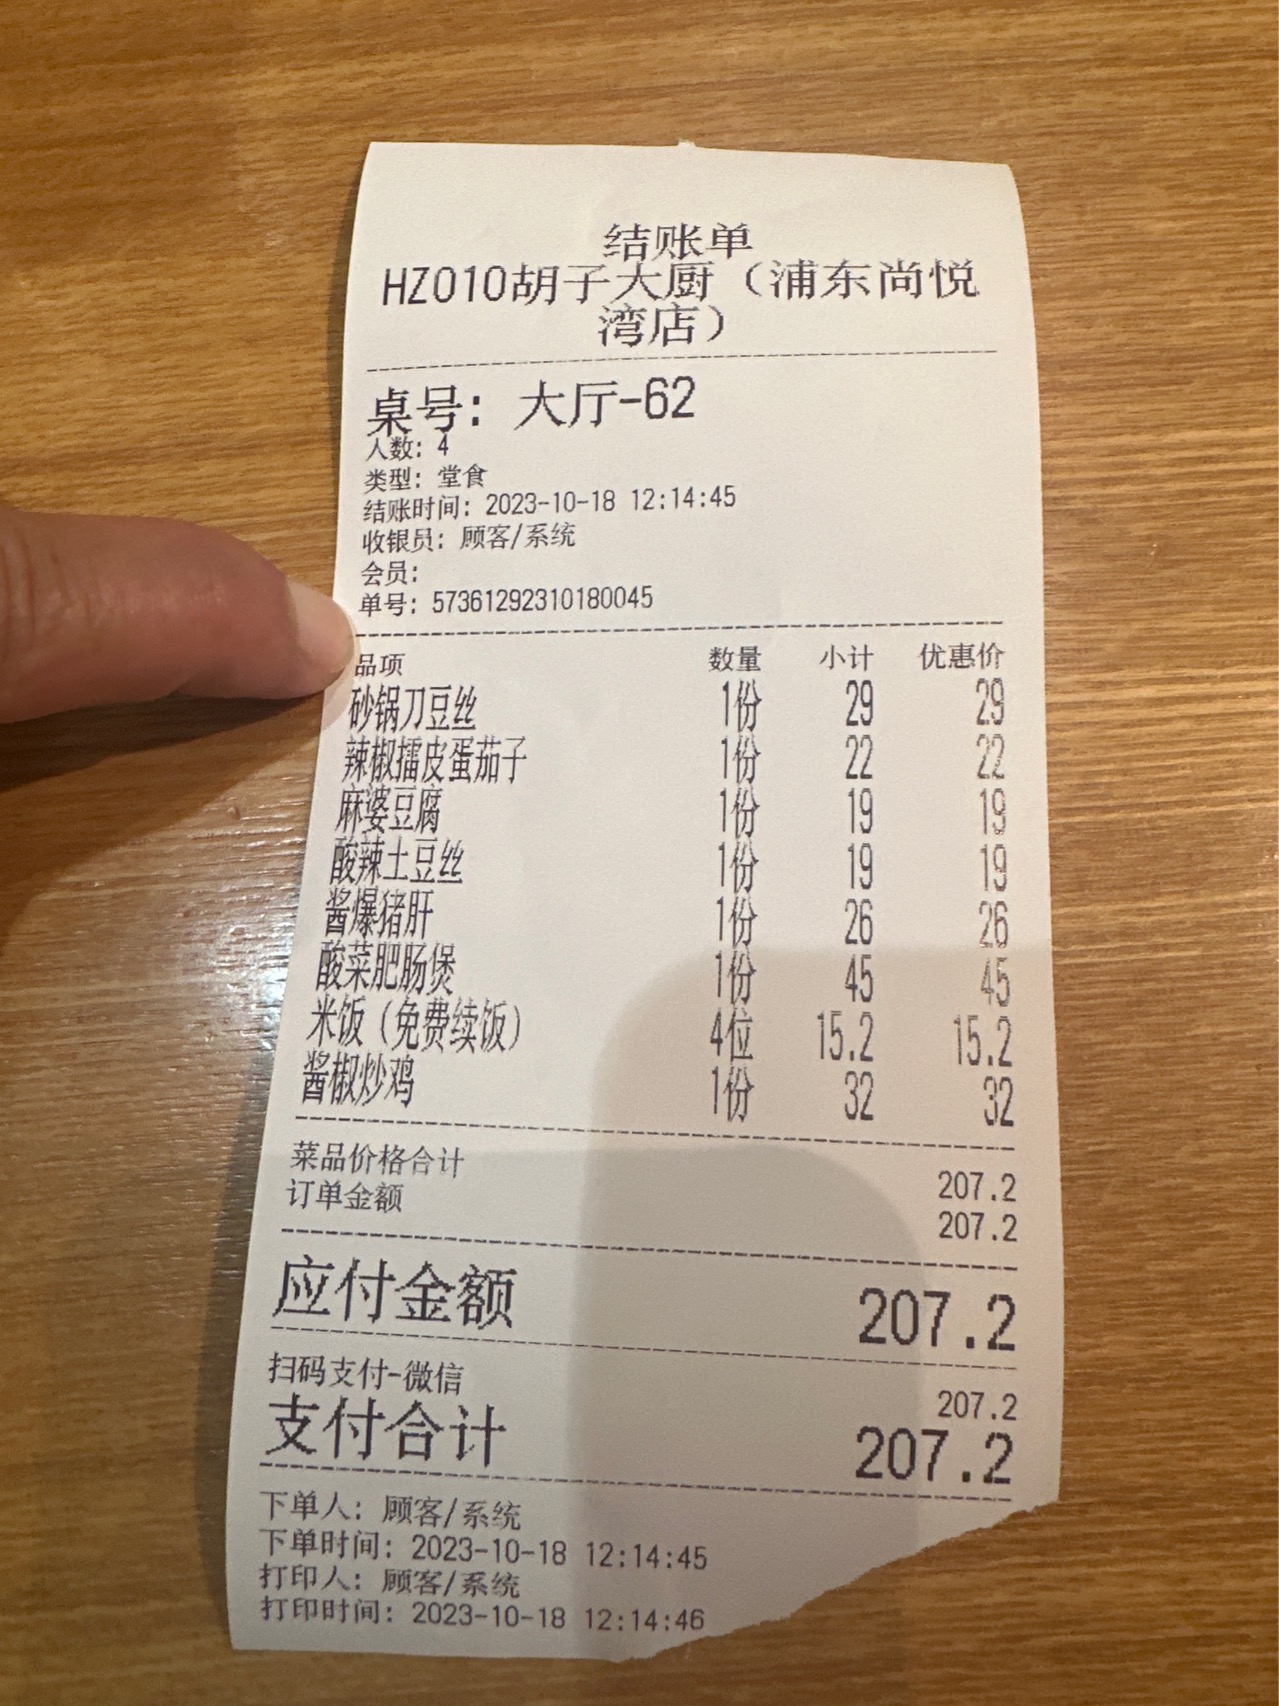 结账单
HZ010胡子大厨（浦东尚悦
湾店）
桌号：大厅-62
人数：4
类型：堂食
结账时间：2023-10-18 12:14:45
收银员：顾客/系统
会员：
单号：57361292310180045
品项 数量 小计 优惠价
砂锅刀豆丝 1份 29 29
辣椒擂皮蛋茄子 1份 22 22
麻婆豆腐 1份 19 19
酸辣土豆丝 1份 19 19
酱爆猪肝 1份 26 26
酸菜肥肠煲 1份 45 45
米饭（免费续饭） 4位 15.2 15.2
酱椒炒鸡 1份 32 32
菜品价格合计 207.2
订单金额 207.2
应付金额 207.2
扫码支付-微信 207.2
支付合计 207.2
下单人：顾客/系统
下单时间：2023-10-18 12:14:45
打印人：顾客/系统
打印时间：2023-10-18 12:14:46